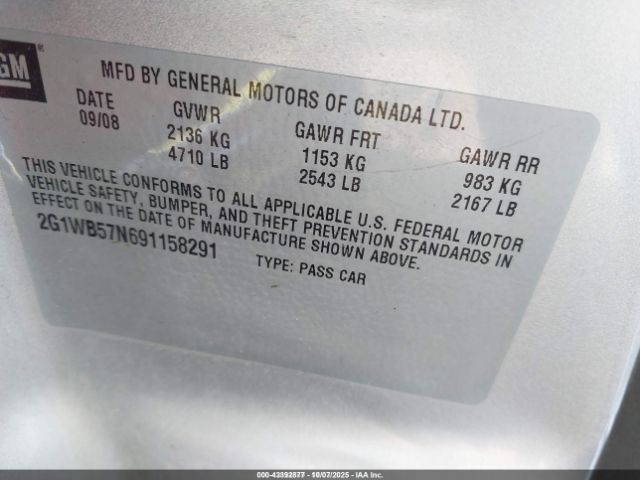 GM®
MFD BY GENERAL MOTORS OF CANADA LTD.
DATE GVWR GAWR FRT GAWR RR
09/08 2136 KG 1153 KG 983 KG
4710 LB 2543 LB 2167 LB
THIS VEHICLE CONFORMS TO ALL APPLICABLE U.S. FEDERAL MOTOR
VEHICLE SAFETY, BUMPER, AND THEFT PREVENTION STANDARDS IN
EFFECT ON THE DATE OF MANUFACTURE SHOWN ABOVE.
2G1WB57N691158291 TYPE: PASS CAR
000-43392877 - 10/07/2025 - IAA Inc.